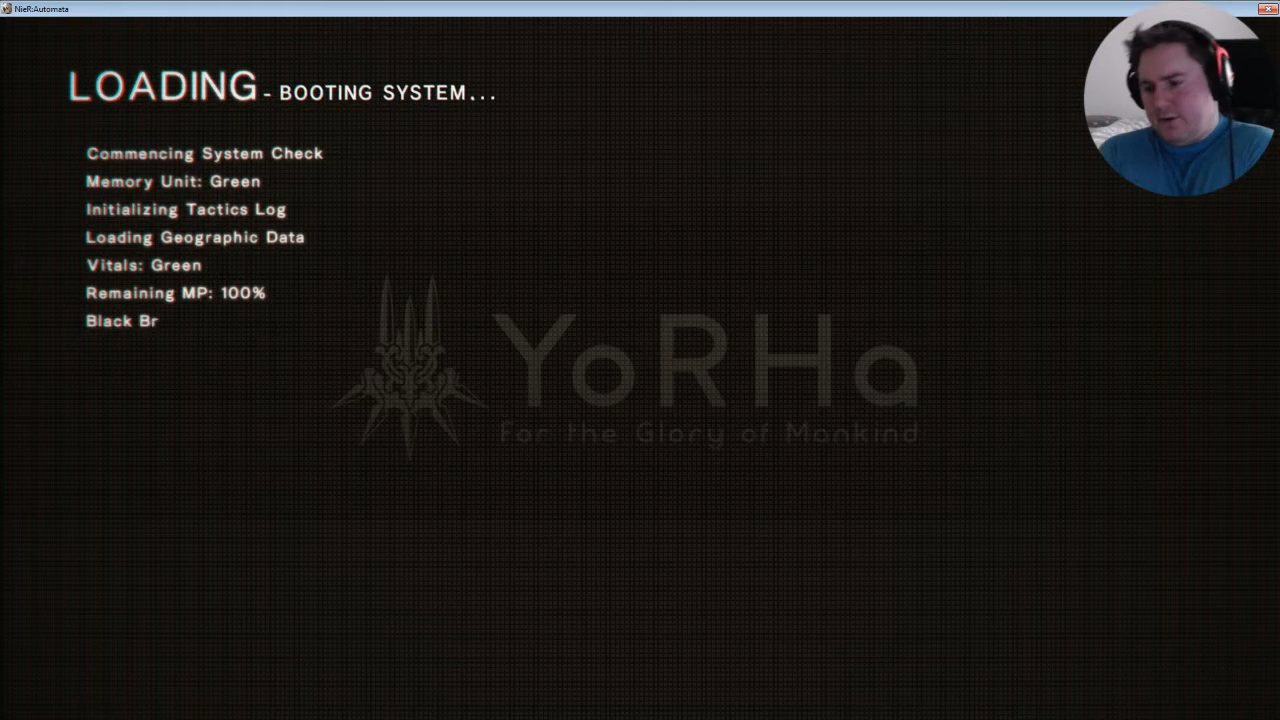 NieR:Automata
LOADING - BOOTING SYSTEM...
Commencing System Check
Memory Unit: Green
Initializing Tactics Log
Loading Geographic Data
Vitals: Green
Remaining MP: 100%
Black Br
YoRHa
For the Glory of Mankind